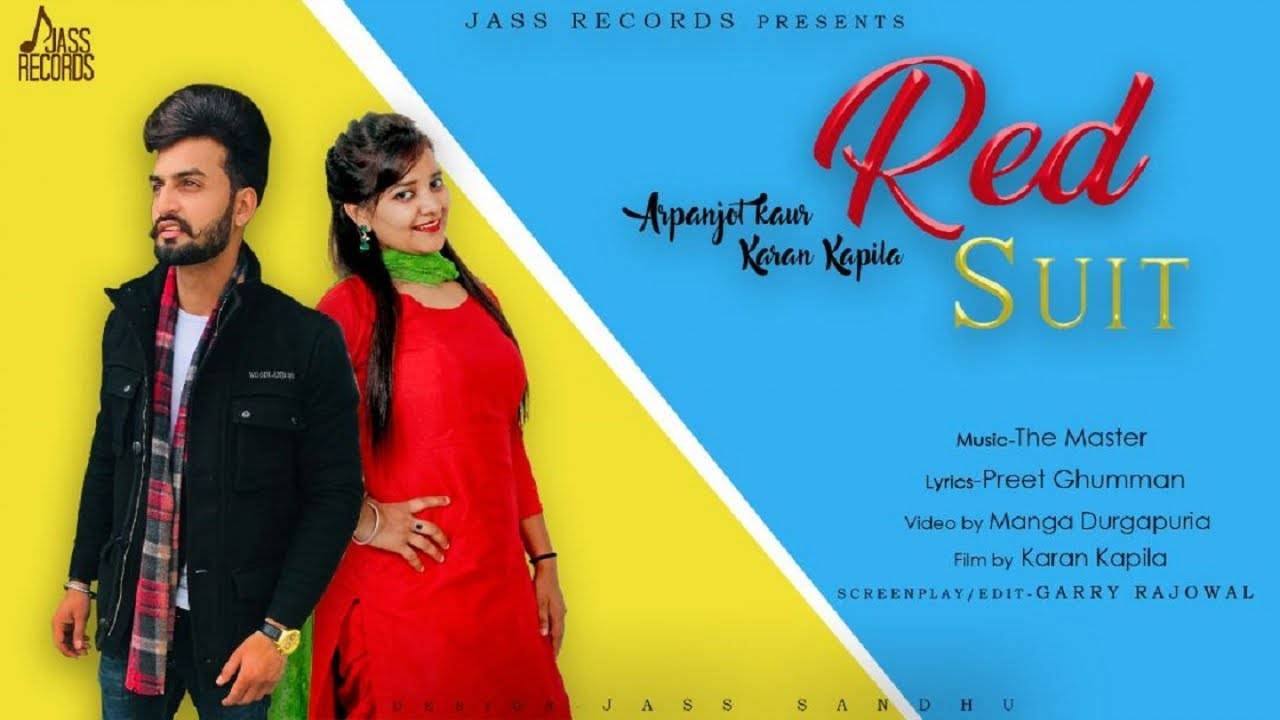 JASS
RECORDS
JASS RECORDS PRESENTS
Red
SUIT
Arpanjot kaur
Karan Kapila
Music-The Master
Lyrics-Preet Ghumman
Video by Manga Durgapuria
Film by Karan Kapila
SCREENPLAY/EDIT-GARRY RAJOWAL
DESIGN-JASS SANDHU